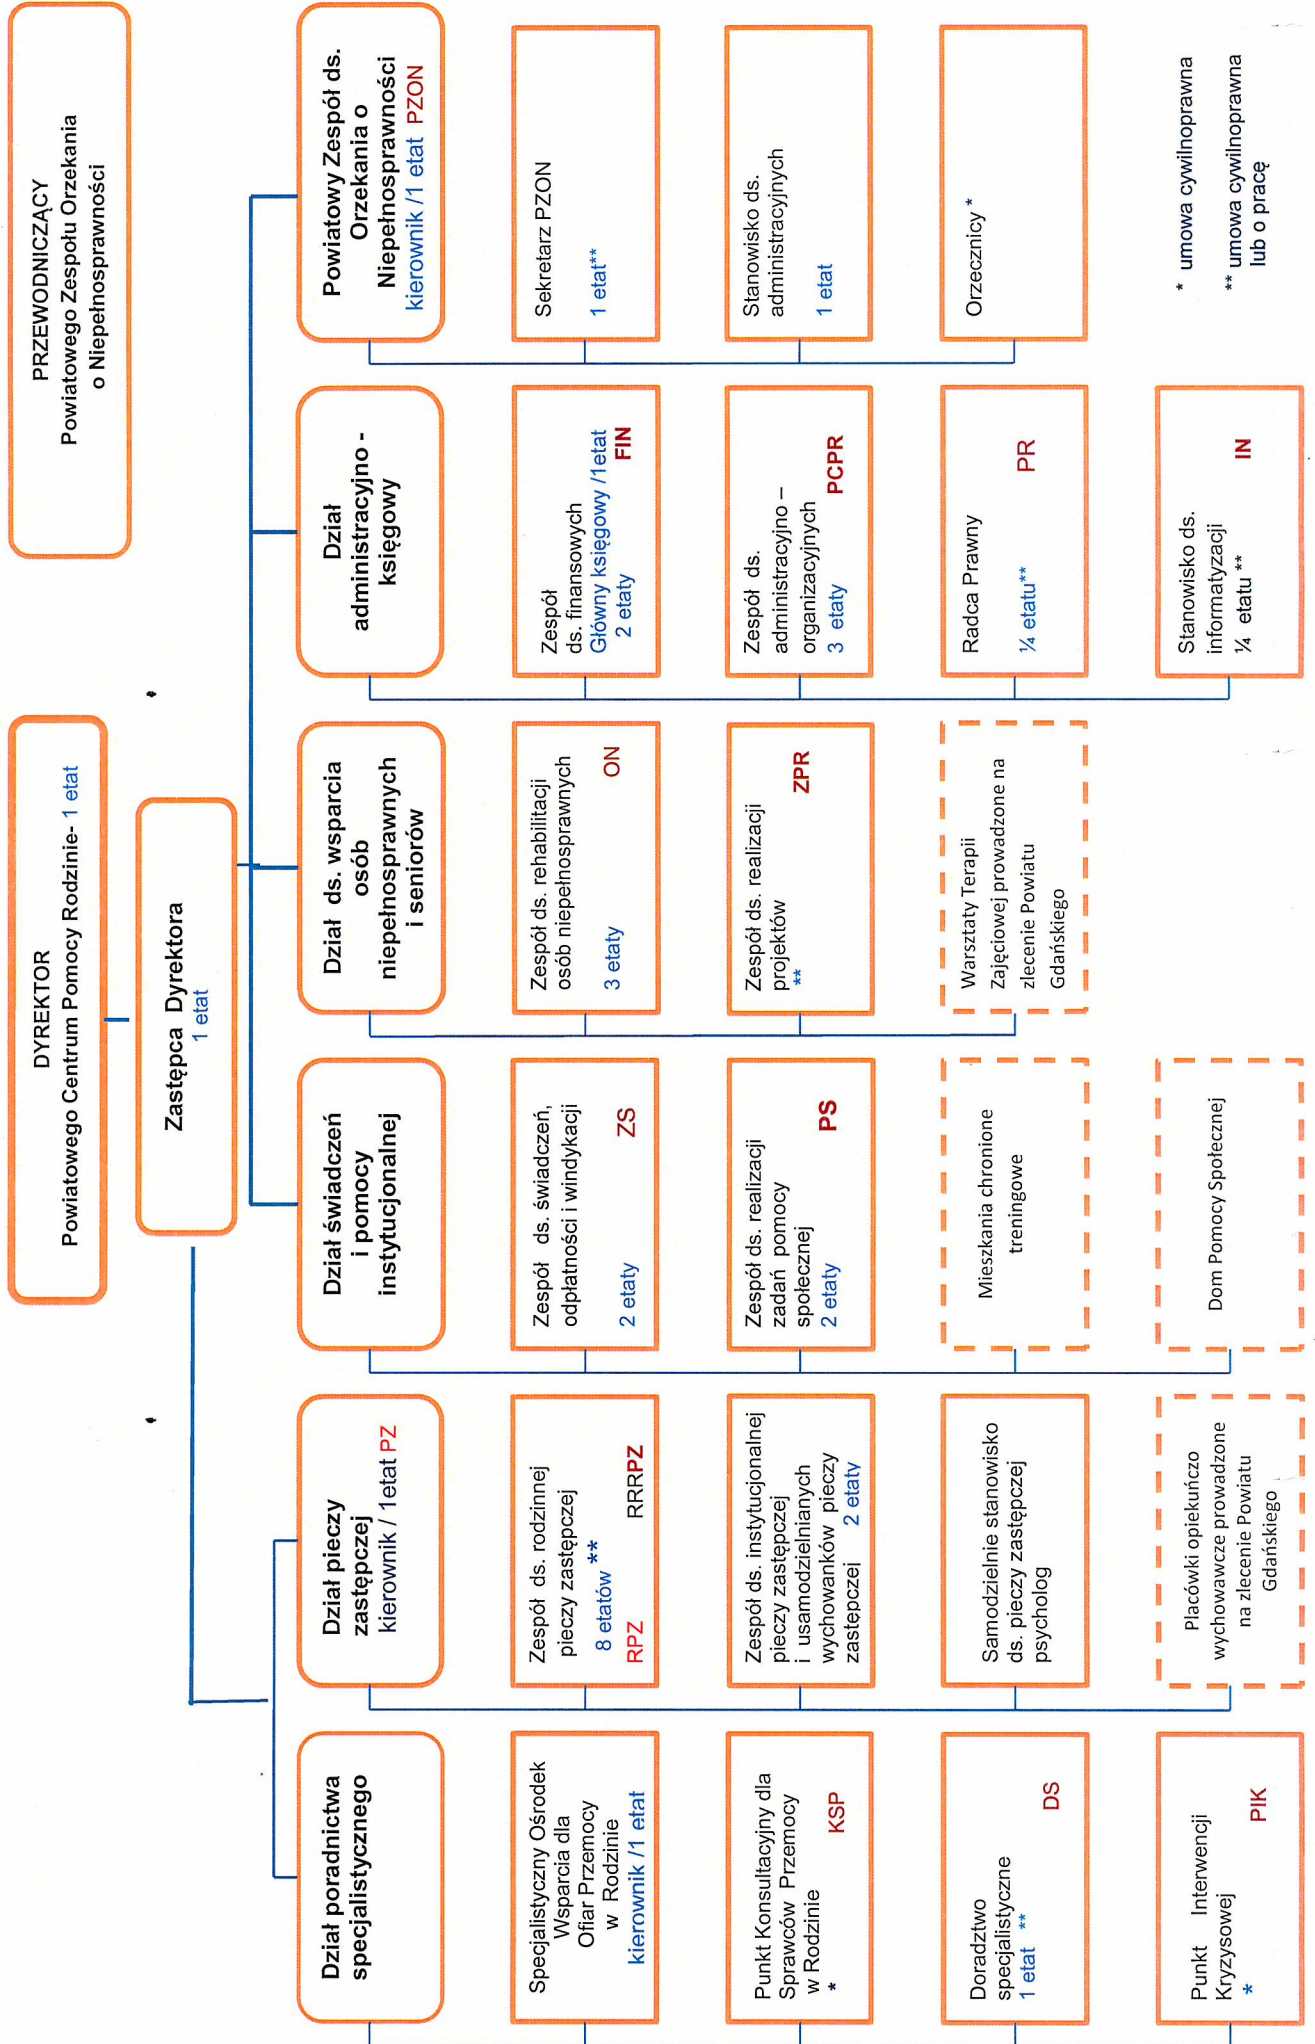 DYREKTOR
Powiatowego Centrum Pomocy Rodzinie- 1 etat
PRZEWODNICZĄCY
Powiatowego Zespołu Orzekania
o Niepełnosprawności
Zastępca Dyrektora
1 etat
Dział poradnictwa
specjalistycznego
Specjalistyczny Ośrodek
Wsparcia dla
Ofiar Przemocy
w Rodzinie
kierownik /1 etat
Punkt Konsultacyjny dla
Sprawców Przemocy
w Rodzinie
* KSP
Doradztwo
specjalistyczne
1 etat **
DS
Punkt Interwencji
Kryzysowej
* PIK
Dział pieczy
zastępczej
kierownik / 1etat PZ
Zespół ds. rodzinnej
pieczy zastępczej
8 etatów **
RPZ RRRPZ
Zespół ds. instytucjonalnej
pieczy zastępczej
i usamodzielnianych
wychowanków pieczy
zastępczej 2 etaty
Samodzielnie stanowisko
ds. pieczy zastępczej
psycholog
Placówki opiekuńczo
wychowawcze prowadzone
na zlecenie Powiatu
Gdańskiego
Dział świadczeń
i pomocy
instytucjonalnej
Zespół ds. świadczeń,
odpłatności i windykacji
2 etaty ZS
Zespół ds. realizacji
zadań pomocy
społecznej
2 etaty PS
Mieszkania chronione
treningowe
Dom Pomocy Społecznej
Dział ds. wsparcia
osób
niepełnosprawnych
i seniorów
Zespół ds. rehabilitacji
osób niepełnosprawnych
3 etaty ON
Zespół ds. realizacji
projektów
** ZPR
Warsztaty Terapii
Zajęciowej prowadzone na
zlecenie Powiatu
Gdańskiego
Dział
administracyjno -
księgowy
Zespół
ds. finansowych
Główny księgowy /1etat
2 etaty FIN
Zespół ds.
administracyjno –
organizacyjnych
3 etaty PCPR
Radca Prawny
¼ etatu** PR
Stanowisko ds.
informatyzacji
¼ etatu ** IN
Powiatowy Zespół ds.
Orzekania o
Niepełnosprawności
kierownik /1 etat PZON
Sekretarz PZON
1 etat**
Stanowisko ds.
administracyjnych
1 etat
Orzecznicy *
* umowa cywilnoprawna
** umowa cywilnoprawna
lub o pracę